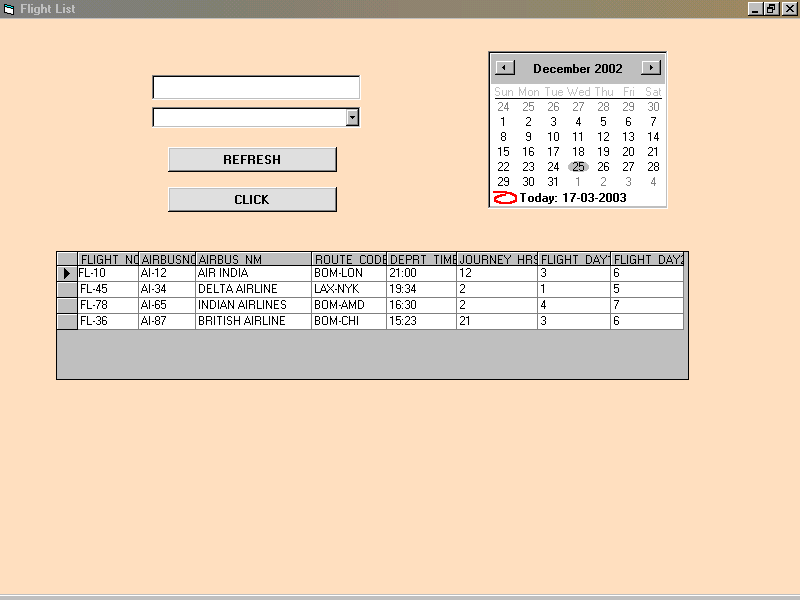 Flight List
December 2002
Sun Mon Tue Wed Thu Fri Sat
24 25 26 27 28 29 30
1 2 3 4 5 6 7
8 9 10 11 12 13 14
15 16 17 18 19 20 21
22 23 24 25 26 27 28
29 30 31 1 2 3 4
Today: 17-03-2003
REFRESH
CLICK
FLIGHT_NO AIRBUSNO AIRBUS_NM ROUTE_CODE DEPRT_TIME JOURNEY_HRS FLIGHT_DAY1 FLIGHT_DAY2
FL-10 AI-12 AIR INDIA BOM-LON 21:00 12 3 6
FL-45 AI-34 DELTA AIRLINE LAX-NYK 19:34 2 1 5
FL-78 AI-65 INDIAN AIRLINES BOM-AMD 16:30 2 4 7
FL-36 AI-87 BRITISH AIRLINE BOM-CHI 15:23 21 3 6